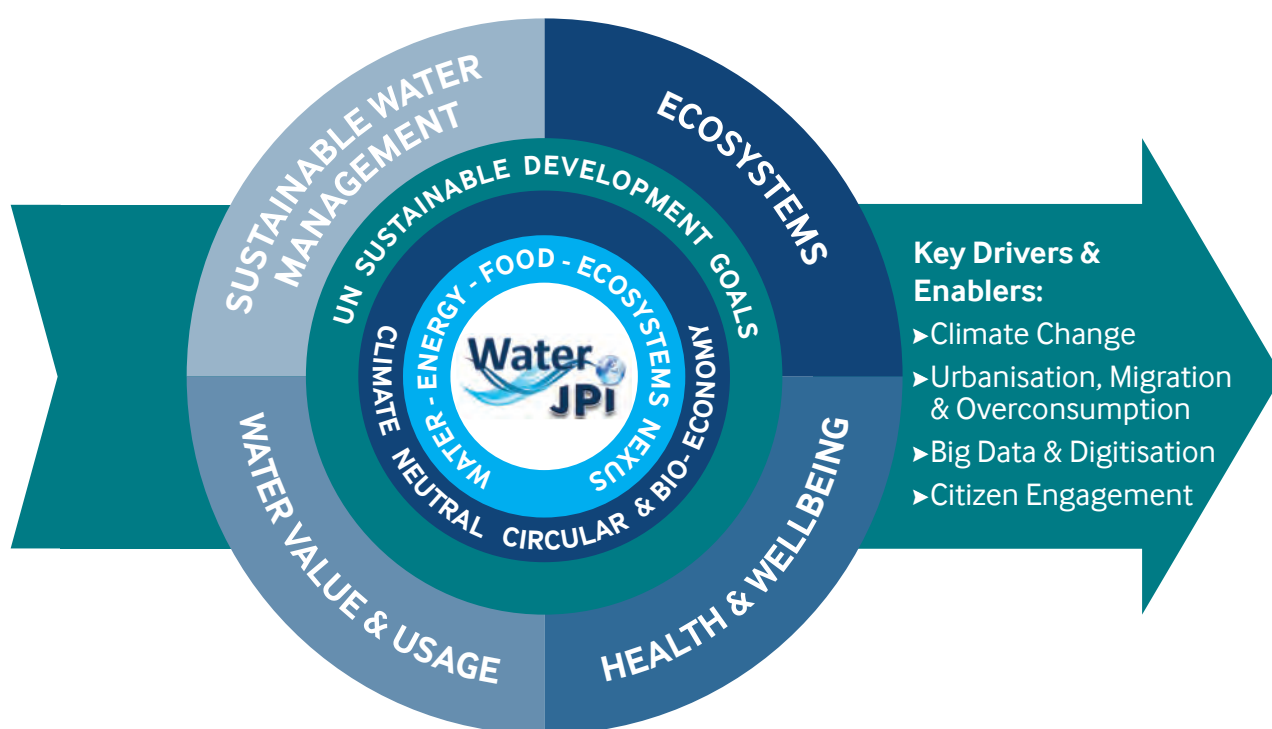 SUSTAINABLE WATER
MANAGEMENT
ECOSYSTEMS
UN SUSTAINABLE DEVELOPMENT GOALS
WATER - ENERGY - FOOD - ECOSYSTEMS NEXUS
CLIMATE NEUTRAL CIRCULAR & BIO-ECONOMY
Water
JPI
WATER VALUE & USAGE
HEALTH & WELLBEING
Key Drivers &
Enablers:
➤Climate Change
➤Urbanisation, Migration
& Overconsumption
➤Big Data & Digitisation
➤Citizen Engagement